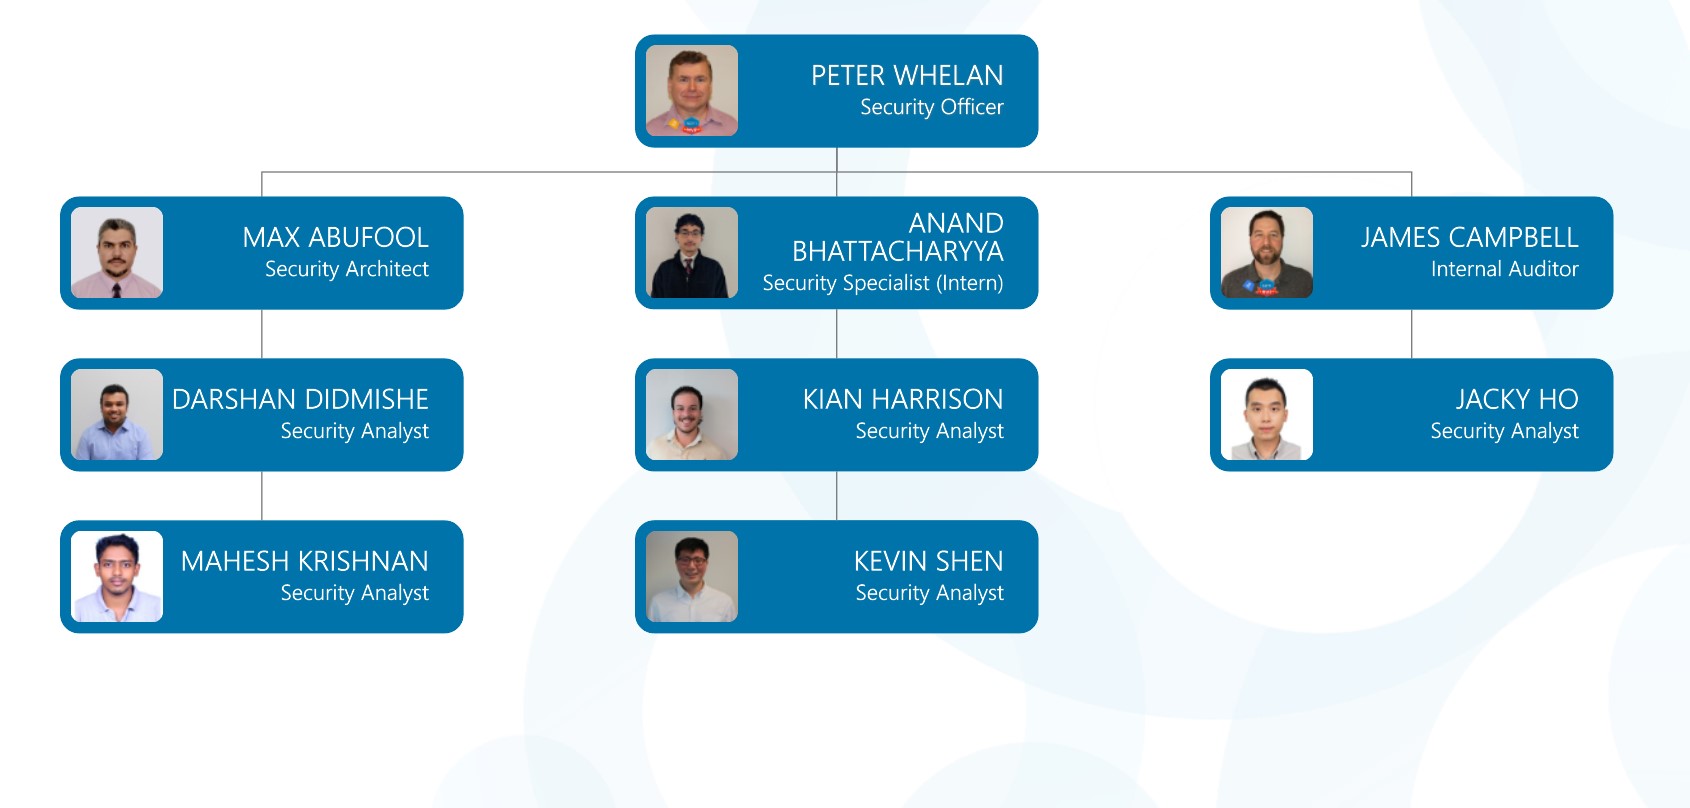 PETER WHELAN
Security Officer
MAX ABUFOOL
Security Architect
ANAND
BHATTACHARYYA
Security Specialist (Intern)
JAMES CAMPBELL
Internal Auditor
DARSHAN DIDMISHE
Security Analyst
KIAN HARRISON
Security Analyst
JACKY HO
Security Analyst
MAHESH KRISHNAN
Security Analyst
KEVIN SHEN
Security Analyst